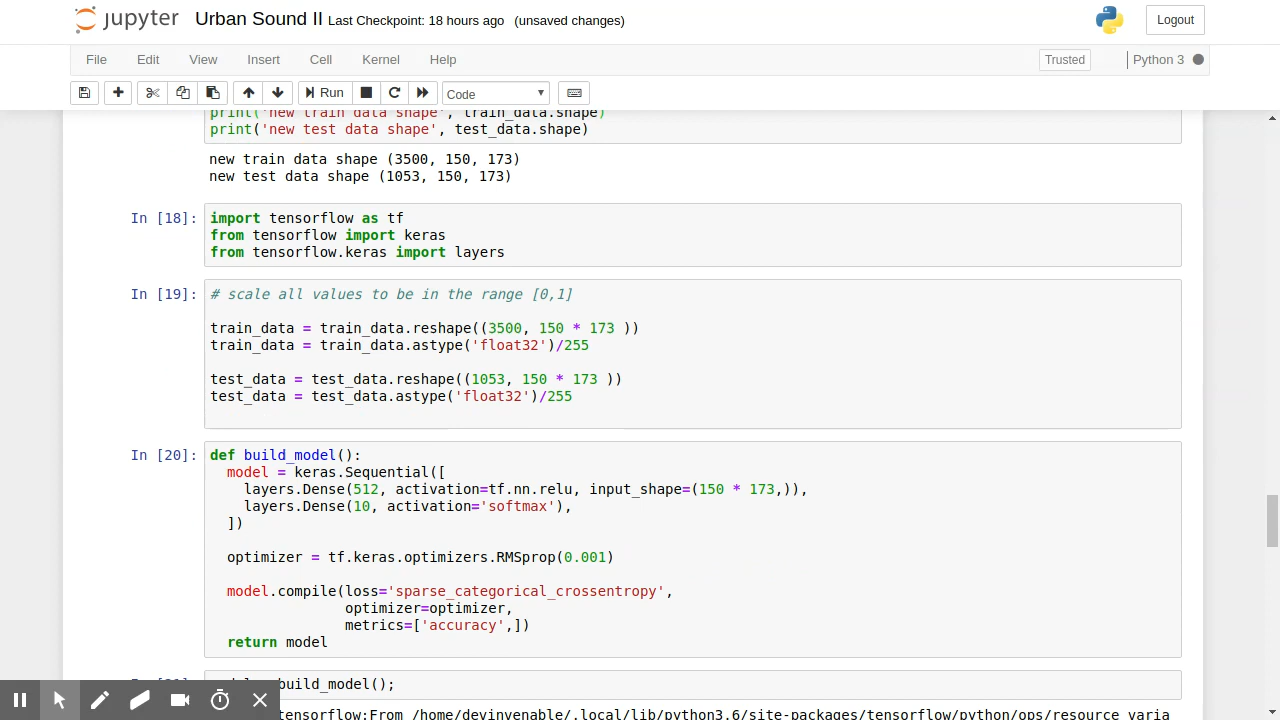 jupyter Urban Sound II Last Checkpoint: 18 hours ago (unsaved changes) Logout
File Edit View Insert Cell Kernel Help Trusted Python 3
Run Code
print('new train data shape', train_data.shape)
print('new test data shape', test_data.shape)
new train data shape (3500, 150, 173)
new test data shape (1053, 150, 173)
In [18]: import tensorflow as tf
from tensorflow import keras
from tensorflow.keras import layers
In [19]: # scale all values to be in the range [0,1]
train_data = train_data.reshape((3500, 150 * 173 ))
train_data = train_data.astype('float32')/255
test_data = test_data.reshape((1053, 150 * 173 ))
test_data = test_data.astype('float32')/255
In [20]: def build_model():
model = keras.Sequential([
layers.Dense(512, activation=tf.nn.relu, input_shape=(150 * 173,)),
layers.Dense(10, activation='softmax'),
])
optimizer = tf.keras.optimizers.RMSprop(0.001)
model.compile(loss='sparse_categorical_crossentropy',
optimizer=optimizer,
metrics=['accuracy',])
return model
build_model();
tensorflow:From /home/devinvenable/.local/lib/python3.6/site-packages/tensorflow/python/ops/resource_varia